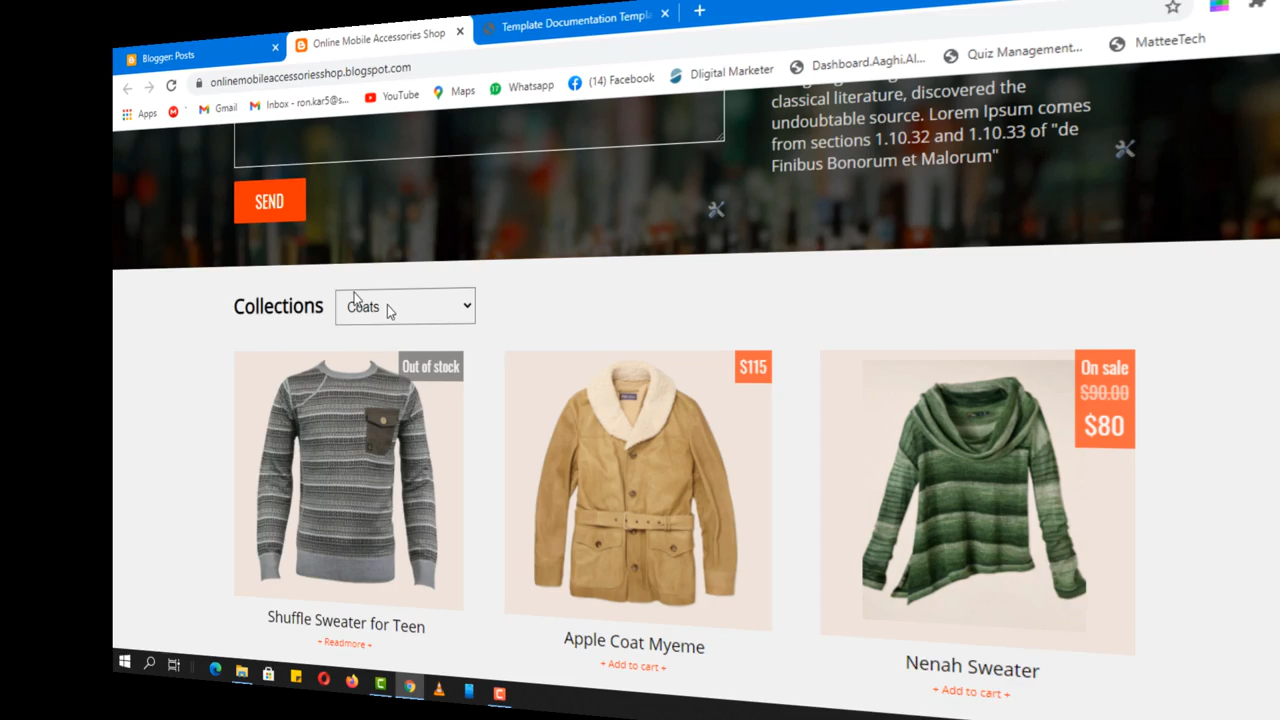 Blogger: Posts
Online Mobile Accessories Shop
Template Documentation Templ
onlinemobileaccessoriesshop.blogspot.com
Apps
Gmail
Inbox - ron.kar5@s...
YouTube
Maps
Whatsapp
(14) Facebook
DIigital Marketer
Dashboard.Aaghi.Al...
Quiz Management...
MatteeTech
classical literature, discovered the
undoubtable source. Lorem Ipsum comes
from sections 1.10.32 and 1.10.33 of "de
Finibus Bonorum et Malorum"
SEND
Collections
Coats
Out of stock
$115
On sale
$90.00
$80
Shuffle Sweater for Teen
+ Readmore +
Apple Coat Myeme
+ Add to cart +
Nenah Sweater
+ Add to cart +